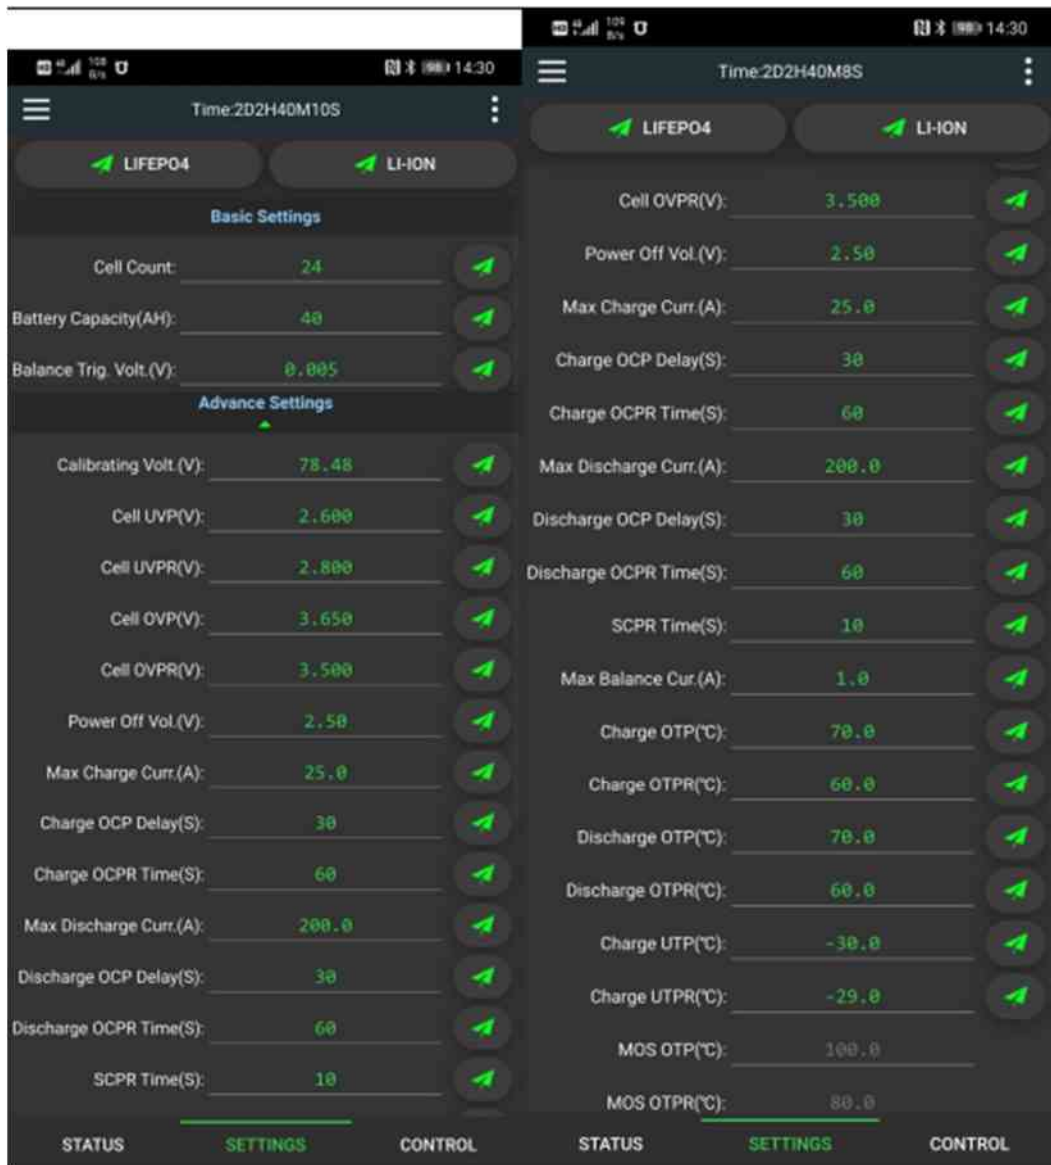 HD 4G 108 B/s 98 14:30
Time:2D2H40M10S
LIFEPO4 LI-ION
Basic Settings
Cell Count: 24
Battery Capacity(AH): 40
Balance Trig. Volt.(V): 0.005
Advance Settings
Calibrating Volt.(V): 78.48
Cell UVP(V): 2.600
Cell UVPR(V): 2.800
Cell OVP(V): 3.650
Cell OVPR(V): 3.500
Power Off Vol.(V): 2.50
Max Charge Curr.(A): 25.0
Charge OCP Delay(S): 30
Charge OCPR Time(S): 60
Max Discharge Curr.(A): 200.0
Discharge OCP Delay(S): 30
Discharge OCPR Time(S): 60
SCPR Time(S): 10
STATUS SETTINGS CONTROL
HD 4G 109 B/s 98 14:30
Time:2D2H40M8S
LIFEPO4 LI-ION
Cell OVPR(V): 3.500
Power Off Vol.(V): 2.50
Max Charge Curr.(A): 25.0
Charge OCP Delay(S): 30
Charge OCPR Time(S): 60
Max Discharge Curr.(A): 200.0
Discharge OCP Delay(S): 30
Discharge OCPR Time(S): 60
SCPR Time(S): 10
Max Balance Cur.(A): 1.0
Charge OTP(℃): 70.0
Charge OTPR(℃): 60.0
Discharge OTP(℃): 70.0
Discharge OTPR(℃): 60.0
Charge UTP(℃): -30.0
Charge UTPR(℃): -29.0
MOS OTP(℃): 100.0
MOS OTPR(℃): 80.0
STATUS SETTINGS CONTROL